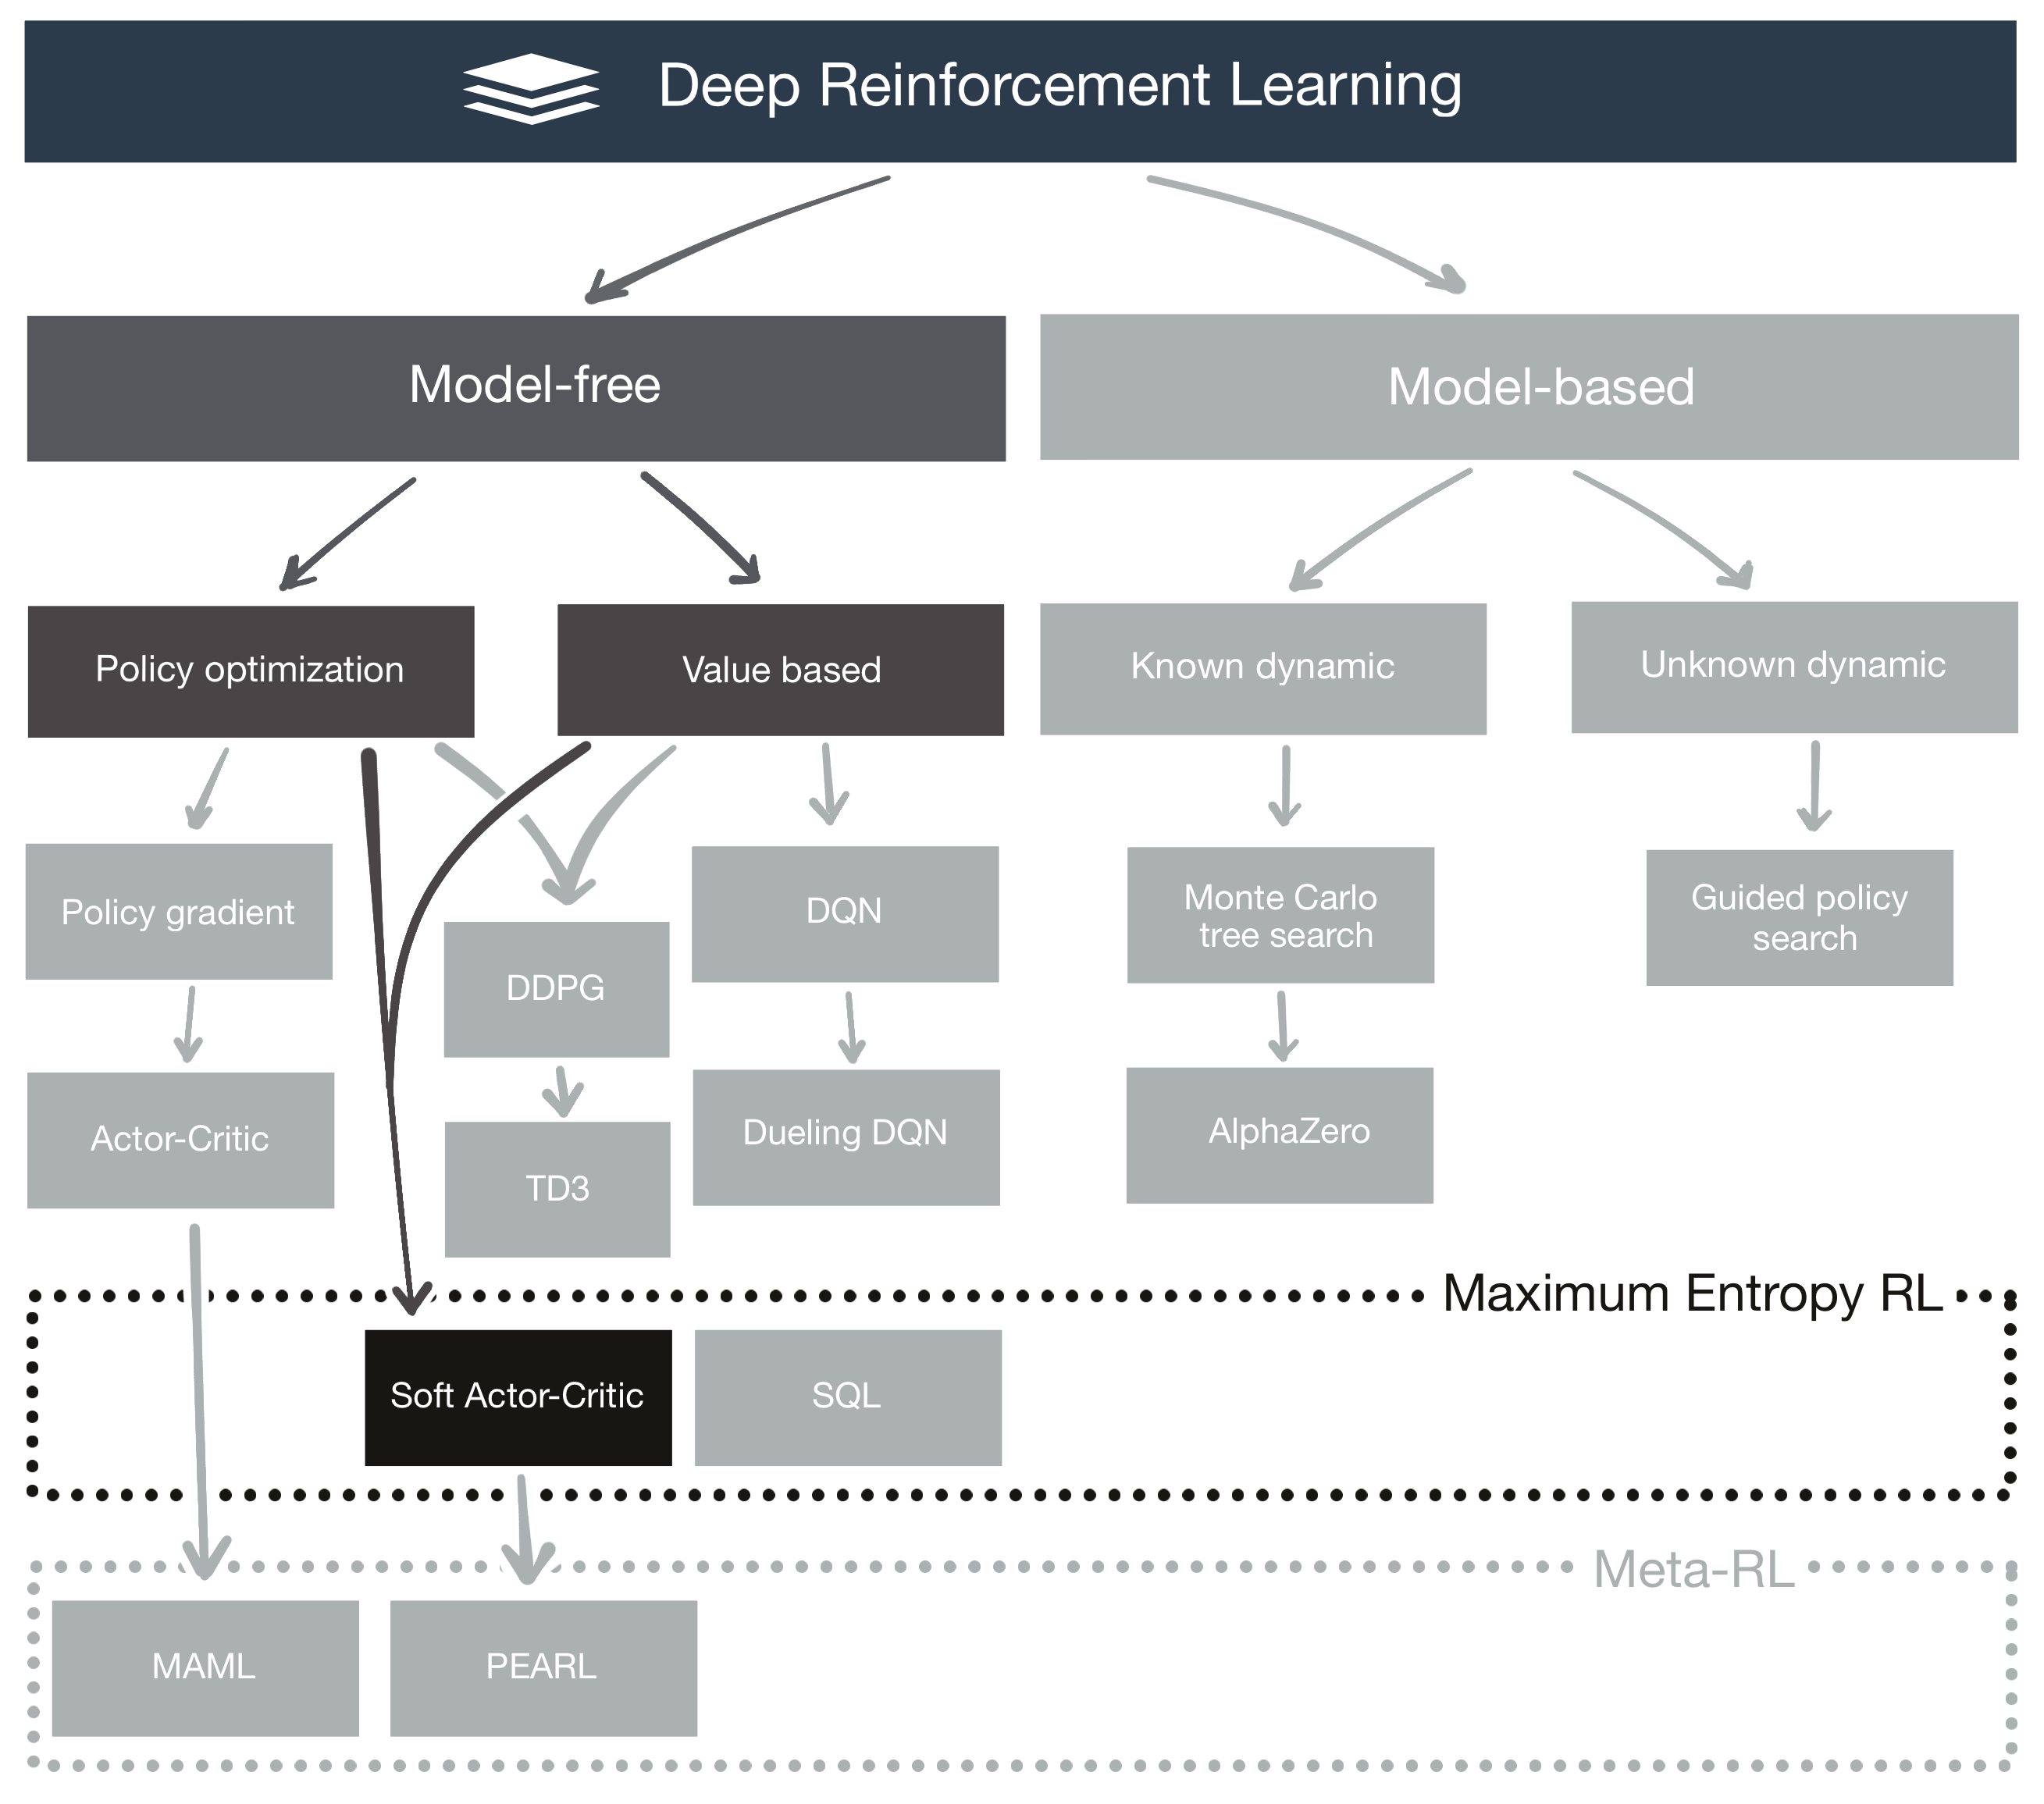 Deep Reinforcement Learning
Model-free
Model-based
Policy optimization
Value based
Known dynamic
Unknown dynamic
Policy gradient
DDPG
DQN
Monte Carlo
tree search
Guided policy
search
Actor-Critic
TD3
Dueling DQN
AlphaZero
Maximum Entropy RL
Soft Actor-Critic
SQL
Meta-RL
MAML
PEARL